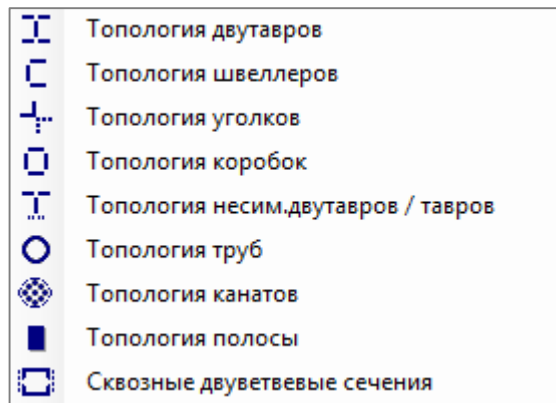 Топология двутавров
Топология швеллеров
Топология уголков
Топология коробок
Топология несим.двутавров / тавров
Топология труб
Топология канатов
Топология полосы
Сквозные двуветвевые сечения